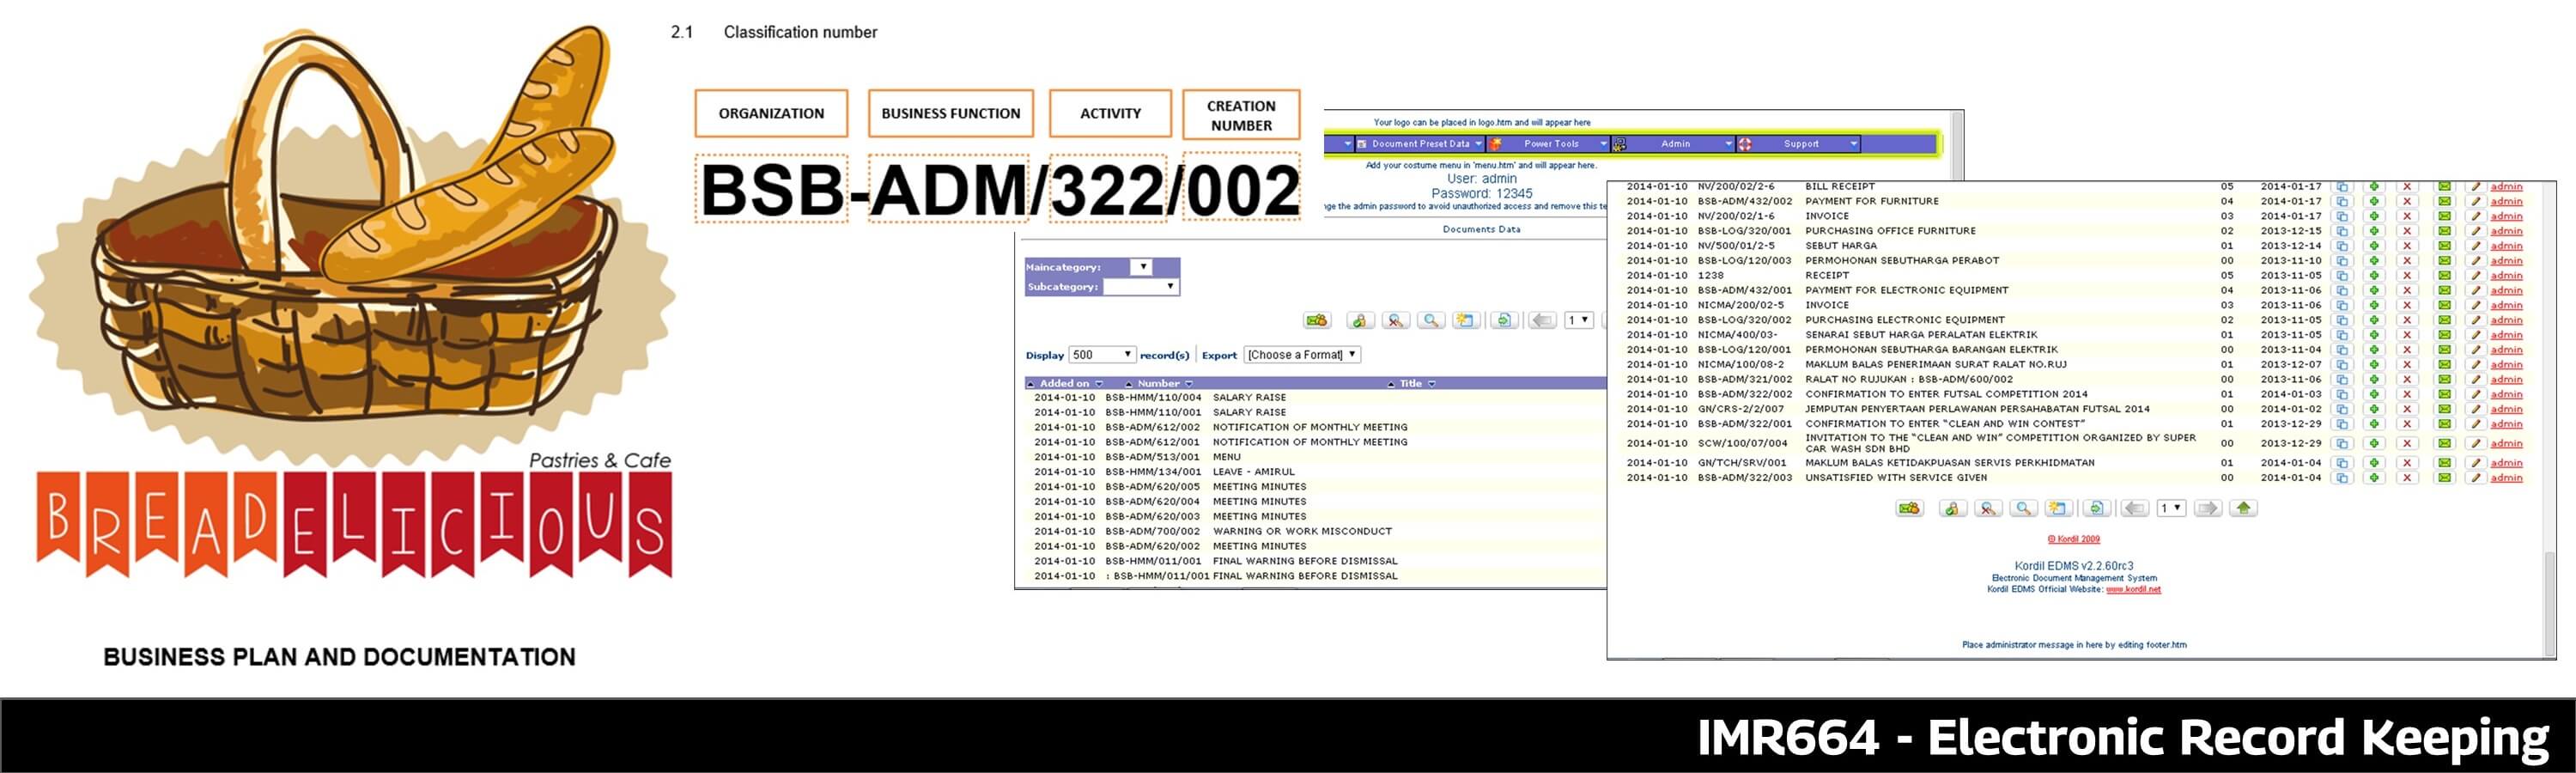 2.1 Classification number
ORGANIZATION BUSINESS FUNCTION ACTIVITY CREATION NUMBER
BSB-ADM/322/002
Pastries & Cafe
BREADELICIOUS
BUSINESS PLAN AND DOCUMENTATION
Your logo can be placed in logo.htm and will appear here
Document Preset Data Power Tools Admin Support
Add your costume menu in 'menu.htm' and will appear here.
User: admin
Password: 12345
ge the admin password to avoid unauthorized access and remove this te
Documents Data
Maincategory:
Subcategory:
1
Display 500 record(s) Export [Choose a Format]
Added on Number Title
2014-01-10 BSB-HMM/110/004 SALARY RAISE
2014-01-10 BSB-HMM/110/001 SALARY RAISE
2014-01-10 BSB-ADM/612/002 NOTIFICATION OF MONTHLY MEETING
2014-01-10 BSB-ADM/612/001 NOTIFICATION OF MONTHLY MEETING
2014-01-10 BSB-ADM/513/001 MENU
2014-01-10 BSB-HMM/134/001 LEAVE - AMIRUL
2014-01-10 BSB-ADM/620/005 MEETING MINUTES
2014-01-10 BSB-ADM/620/004 MEETING MINUTES
2014-01-10 BSB-ADM/620/003 MEETING MINUTES
2014-01-10 BSB-ADM/700/002 WARNING OR WORK MISCONDUCT
2014-01-10 BSB-ADM/620/002 MEETING MINUTES
2014-01-10 BSB-HMM/011/001 FINAL WARNING BEFORE DISMISSAL
2014-01-10 : BSB-HMM/011/001 FINAL WARNING BEFORE DISMISSAL
2014-01-10 NV/200/02/2-6 BILL RECEIPT 05 2014-01-17 admin
2014-01-10 BSB-ADM/432/002 PAYMENT FOR FURNITURE 04 2014-01-17 admin
2014-01-10 NV/200/02/1-6 INVOICE 03 2014-01-17 admin
2014-01-10 BSB-LOG/320/001 PURCHASING OFFICE FURNITURE 02 2013-12-15 admin
2014-01-10 NV/500/01/2-5 SEBUT HARGA 01 2013-12-14 admin
2014-01-10 BSB-LOG/120/003 PERMOHONAN SEBUTHARGA PERABOT 00 2013-11-10 admin
2014-01-10 1238 RECEIPT 05 2013-11-05 admin
2014-01-10 BSB-ADM/432/001 PAYMENT FOR ELECTRONIC EQUIPMENT 04 2013-11-06 admin
2014-01-10 NICMA/200/02-5 INVOICE 03 2013-11-06 admin
2014-01-10 BSB-LOG/320/002 PURCHASING ELECTRONIC EQUIPMENT 02 2013-11-05 admin
2014-01-10 NICMA/400/03- SENARAI SEBUT HARGA PERALATAN ELEKTRIK 01 2013-11-05 admin
2014-01-10 BSB-LOG/120/001 PERMOHONAN SEBUTHARGA BARANGAN ELEKTRIK 00 2013-11-04 admin
2014-01-10 NICMA/100/08-2 MAKLUM BALAS PENERIMAAN SURAT RALAT NO.RUJ 01 2013-12-07 admin
2014-01-10 BSB-ADM/321/002 RALAT NO RUJUKAN : BSB-ADM/600/002 00 2013-11-06 admin
2014-01-10 BSB-ADM/322/002 CONFIRMATION TO ENTER FUTSAL COMPETITION 2014 01 2014-01-03 admin
2014-01-10 GN/CRS-2/2/007 JEMPUTAN PENYERTAAN PERLAWANAN PERSAHABATAN FUTSAL 2014 00 2014-01-02 admin
2014-01-10 BSB-ADM/322/001 CONFIRMATION TO ENTER "CLEAN AND WIN CONTEST" 01 2013-12-29 admin
2014-01-10 SCW/100/07/004 INVITATION TO THE "CLEAN AND WIN" COMPETITION ORGANIZED BY SUPER 00 2013-12-29 admin
CAR WASH SDN BHD
2014-01-10 GN/TCH/SRV/001 MAKLUM BALAS KETIDAKPUASAN SERVIS PERKHIDMATAN 01 2014-01-04 admin
2014-01-10 BSB-ADM/322/003 UNSATISFIED WITH SERVICE GIVEN 00 2014-01-04 admin
1
© Kordil 2009
Kordil EDMS v2.2.60rc3
Electronic Document Management System
Kordil EDMS Official Website: www.kordil.net
Place administrator message in here by editing footer.htm
IMR664 - Electronic Record Keeping